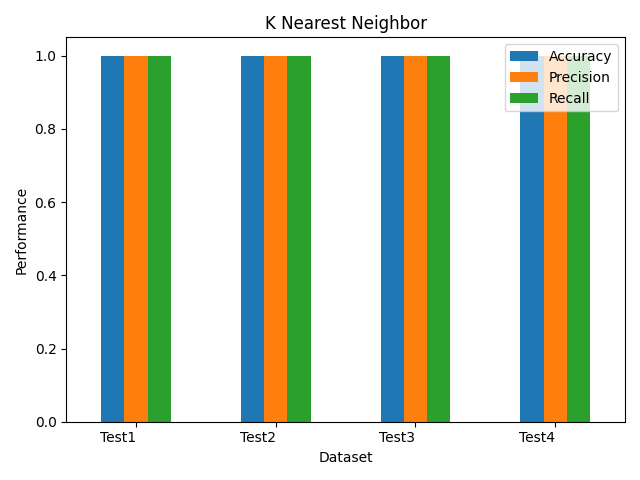 K Nearest Neighbor
Accuracy
Precision
Recall
Performance
1.0
0.8
0.6
0.4
0.2
0.0
Test1 Test2 Test3 Test4
Dataset